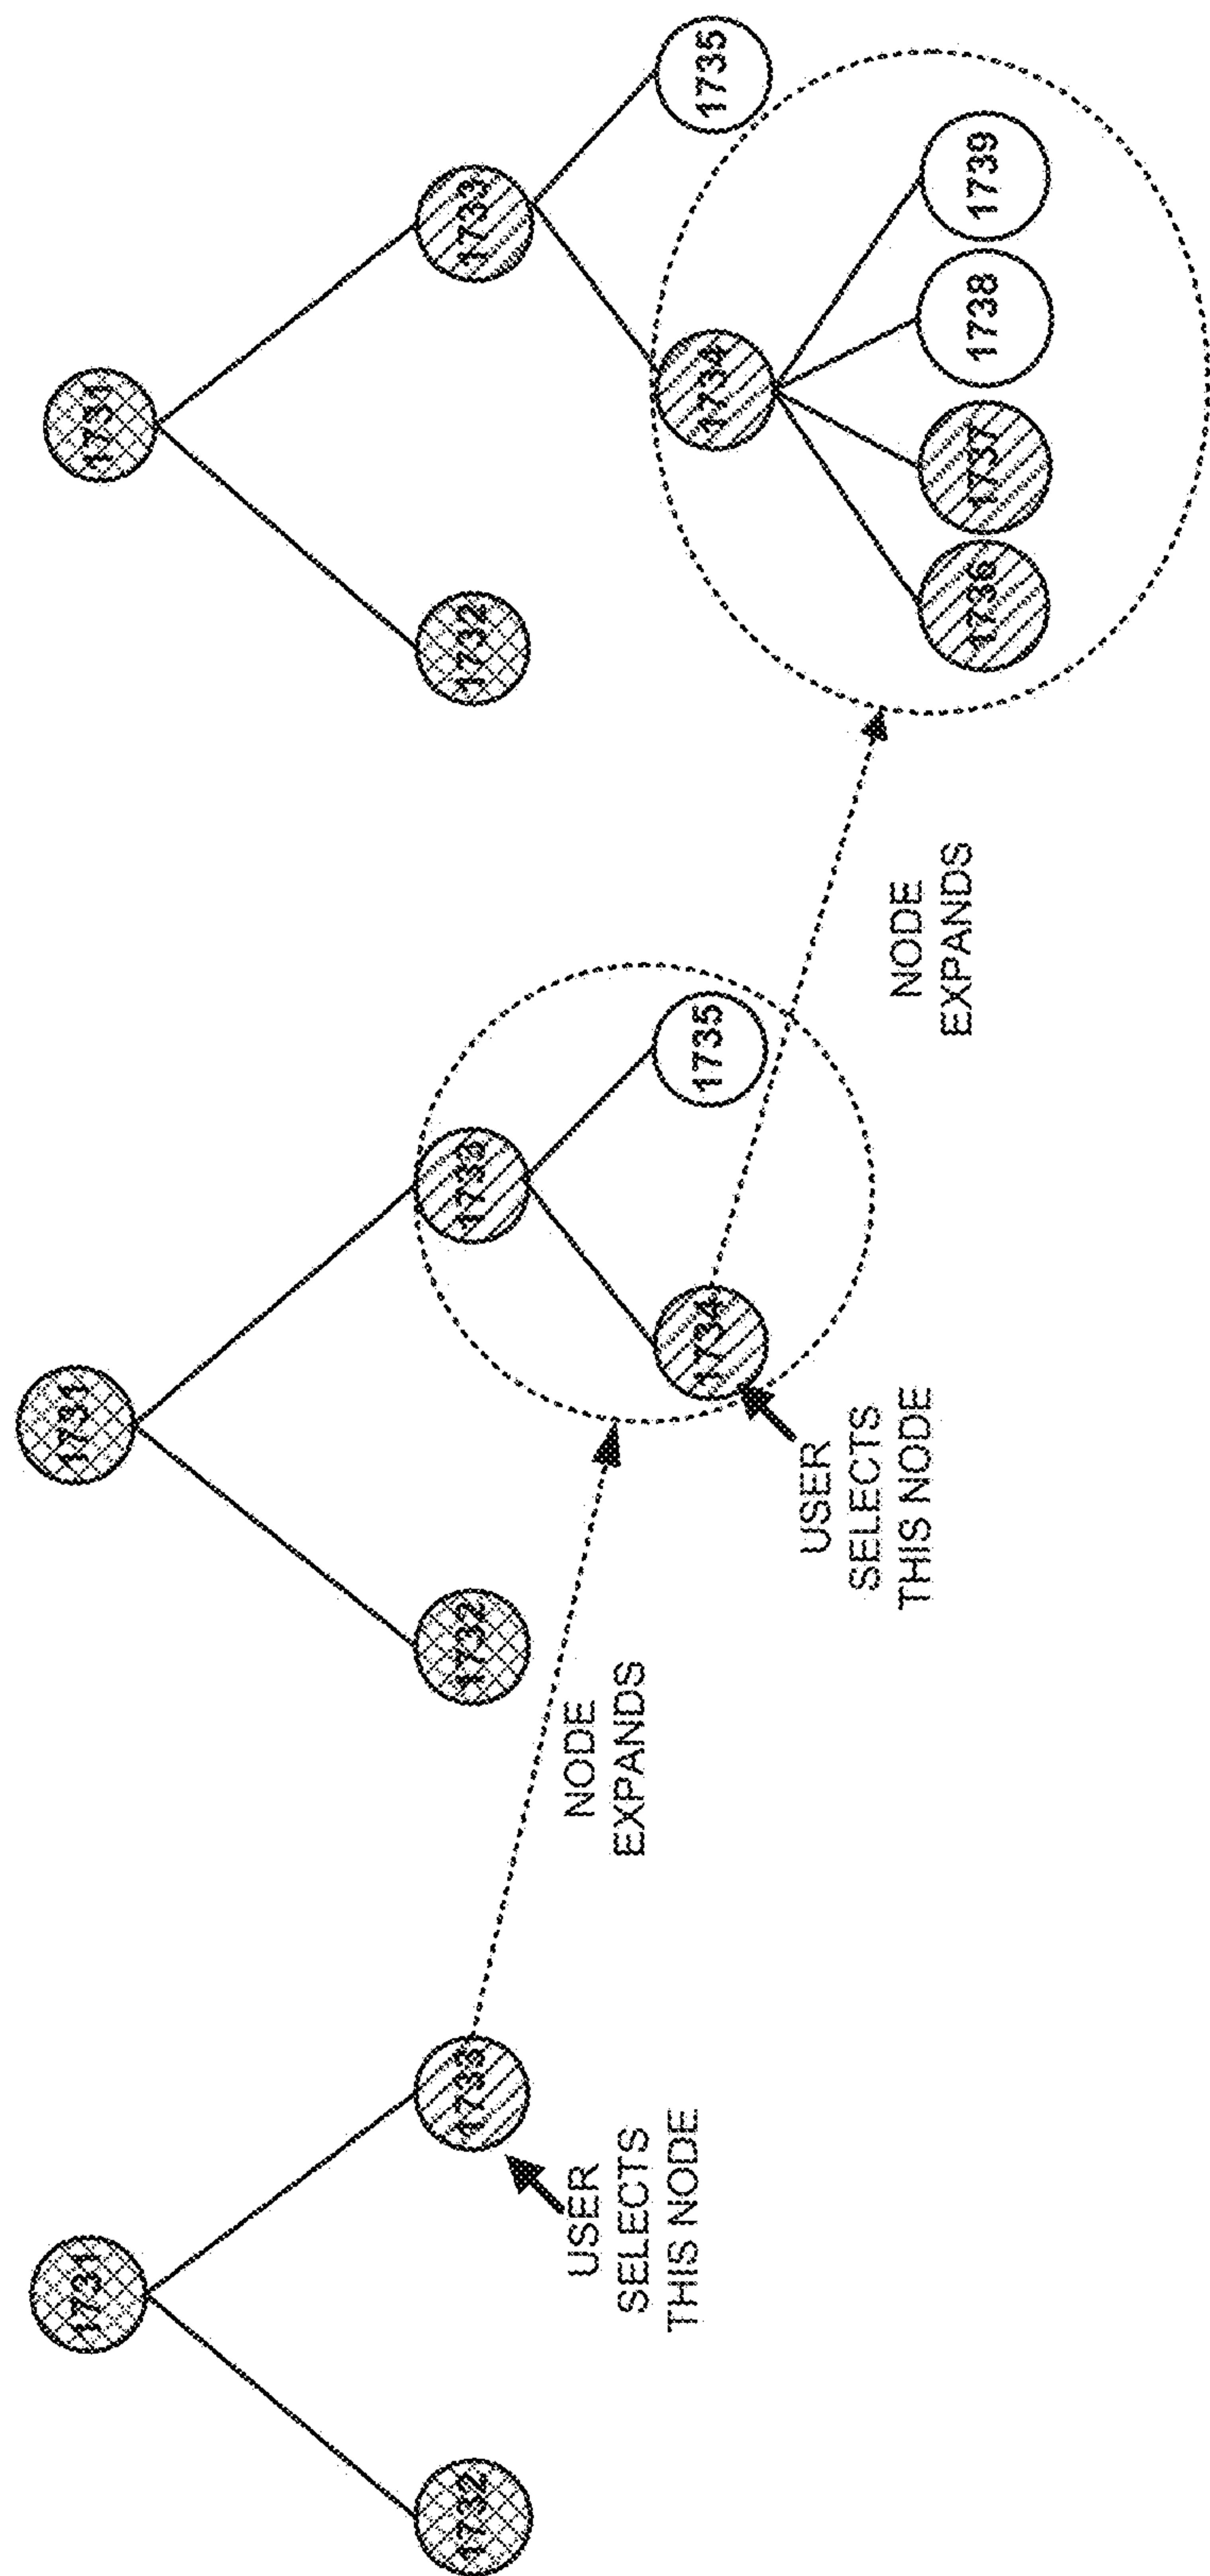 1731
1732
1733
USER
SELECTS
THIS NODE
NODE
EXPANDS
1731
1732
1733
1734
1735
USER
SELECTS
THIS NODE
NODE
EXPANDS
1731
1732
1733
1734
1735
1736
1737
1738
1739